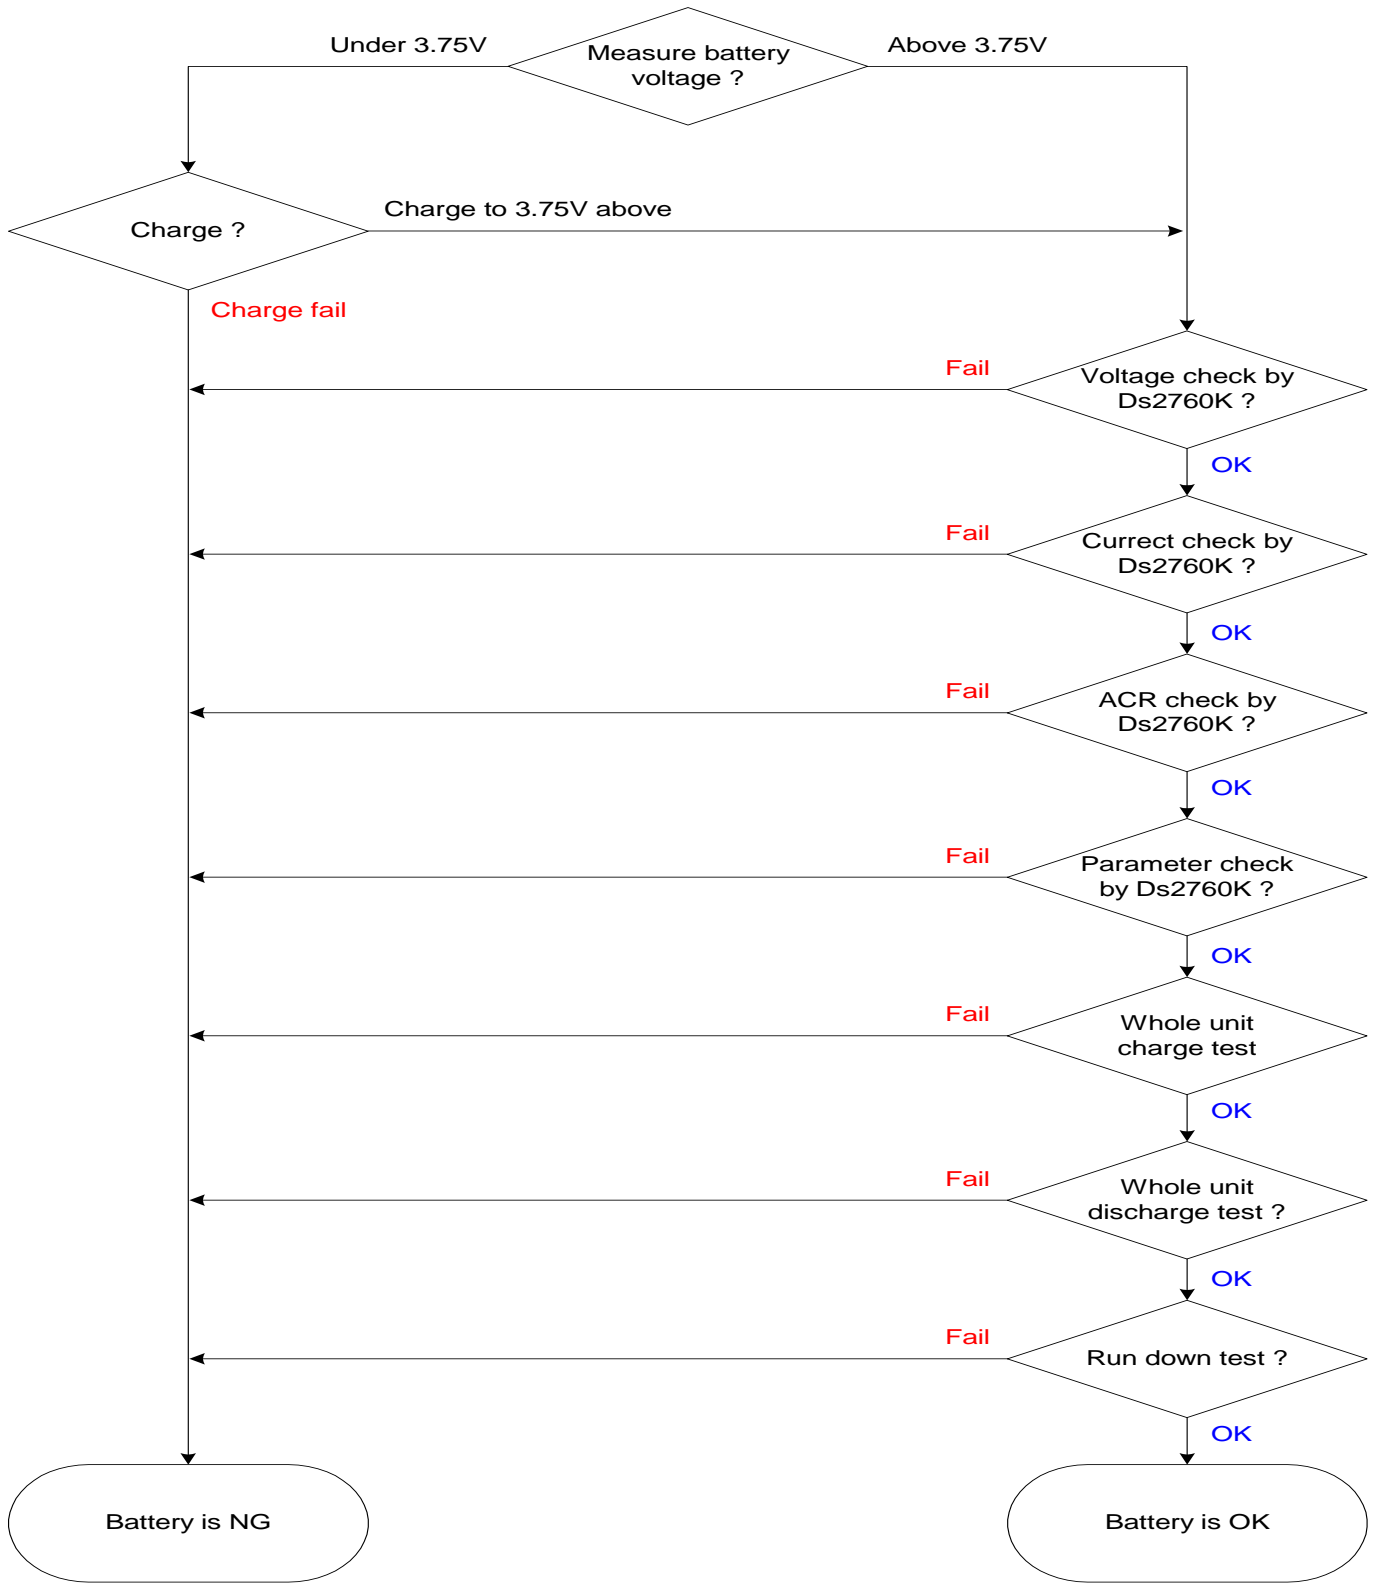 Under 3.75V
Measure battery
voltage ?
Above 3.75V
Charge ?
Charge to 3.75V above
Charge fail
Fail
Voltage check by
Ds2760K ?
OK
Fail
Currect check by
Ds2760K ?
OK
Fail
ACR check by
Ds2760K ?
OK
Fail
Parameter check
by Ds2760K ?
OK
Fail
Whole unit
charge test
OK
Fail
Whole unit
discharge test ?
OK
Fail
Run down test ?
OK
Battery is NG
Battery is OK